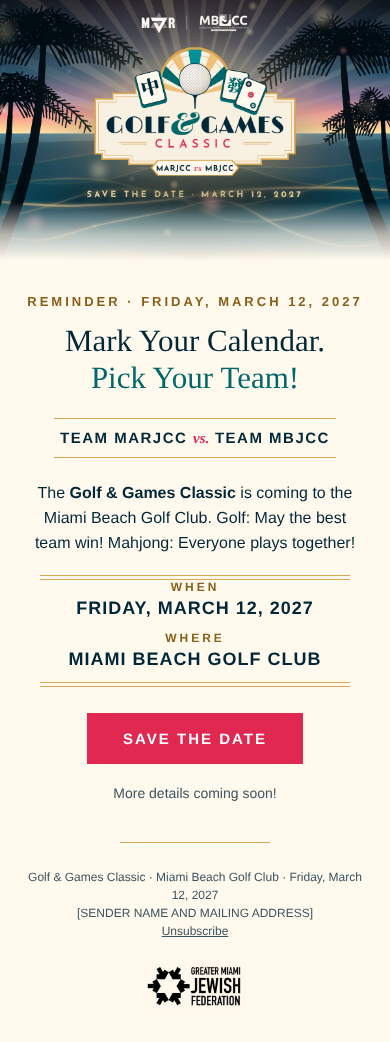 MBJCC
中
發
GOLF & GAMES
CLASSIC
MARJCC vs MBJCC
SAVE THE DATE · MARCH 12, 2027
REMINDER · FRIDAY, MARCH 12, 2027
Mark Your Calendar.
Pick Your Team!
TEAM MARJCC vs. TEAM MBJCC
The Golf & Games Classic is coming to the
Miami Beach Golf Club. Golf: May the best
team win! Mahjong: Everyone plays together!
WHEN
FRIDAY, MARCH 12, 2027
WHERE
MIAMI BEACH GOLF CLUB
SAVE THE DATE
More details coming soon!
Golf & Games Classic · Miami Beach Golf Club · Friday, March
12, 2027
[SENDER NAME AND MAILING ADDRESS]
Unsubscribe
GREATER MIAMI
JEWISH
FEDERATION